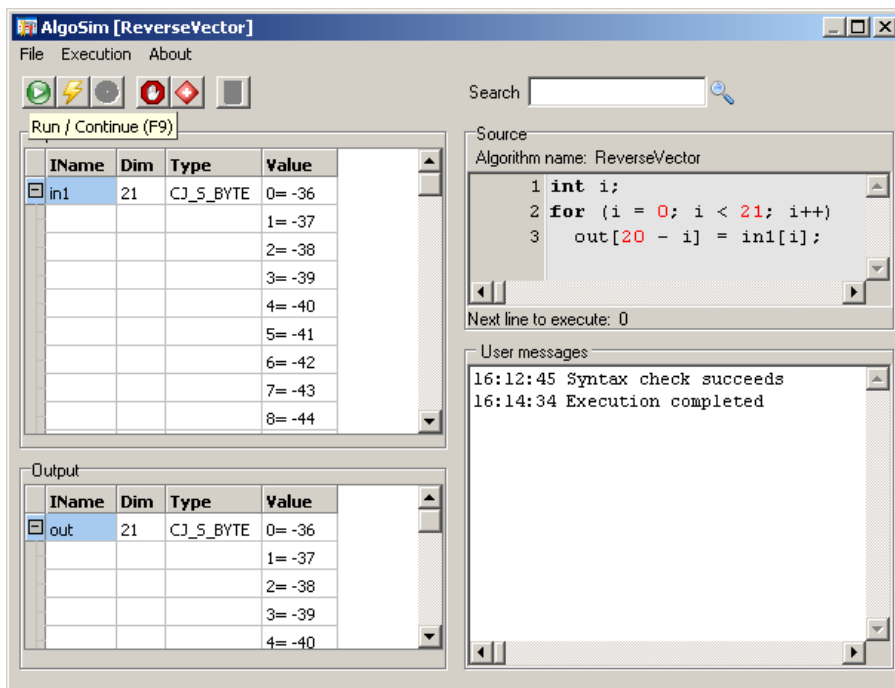 AlgoSim [ReverseVector]
File Execution About
Search
Run / Continue (F9)
IName Dim Type Value
in1 21 CJ_S_BYTE 0= -36
1= -37
2= -38
3= -39
4= -40
5= -41
6= -42
7= -43
8= -44
Output
IName Dim Type Value
out 21 CJ_S_BYTE 0= -36
1= -37
2= -38
3= -39
4= -40
Source
Algorithm name: ReverseVector
1 int i;
2 for (i = 0; i < 21; i++)
3 out[20 - i] = in1[i];
Next line to execute: 0
User messages
16:12:45 Syntax check succeeds
16:14:34 Execution completed